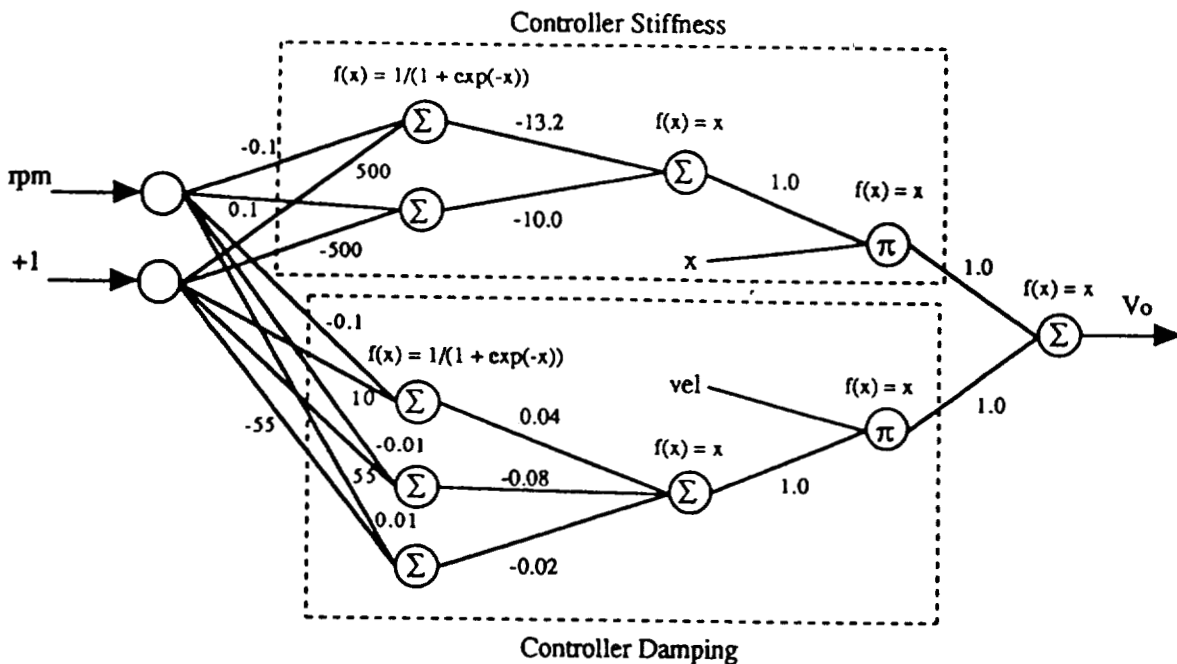 Controller Stiffness
f(x) = 1/(1 + exp(-x))
Σ
-13.2
f(x) = x
-0.1
rpm
500
Σ
1.0
f(x) = x
0.1
Σ
-10.0
-500
π
+1
x
1.0
f(x) = x
Vo
-0.1
Σ
f(x) = 1/(1 + exp(-x))
vel
f(x) = x
10
Σ
0.04
1.0
-55
π
-0.01
f(x) = x
55
Σ
-0.08
Σ
1.0
0.01
Σ
-0.02
Controller Damping